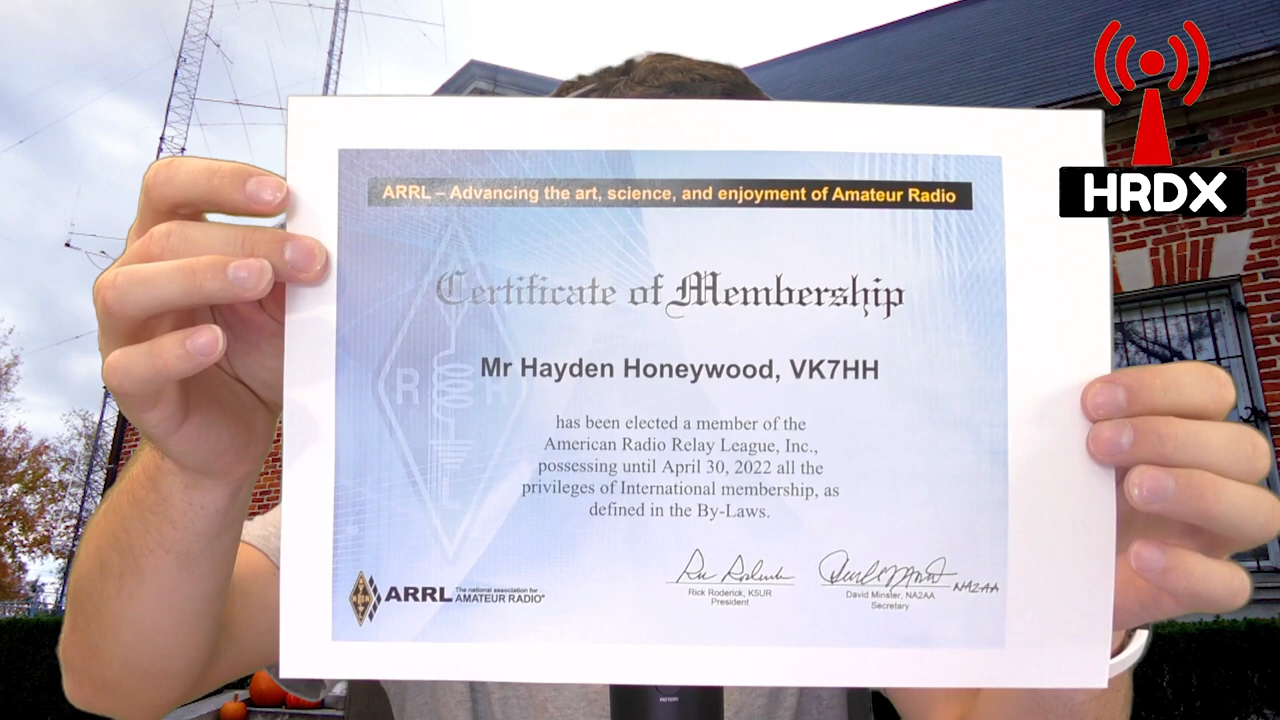 HRDX
ARRL – Advancing the art, science, and enjoyment of Amateur Radio
Certificate of Membership
Mr Hayden Honeywood, VK7HH
R R
has been elected a member of the
American Radio Relay League, Inc.,
possessing until April 30, 2022 all the
privileges of International membership, as
defined in the By-Laws.
ARRL The national association for
AMATEUR RADIO®
NA2AA
Rick Roderick, K5UR
President
David Minster, NA2AA
Secretary